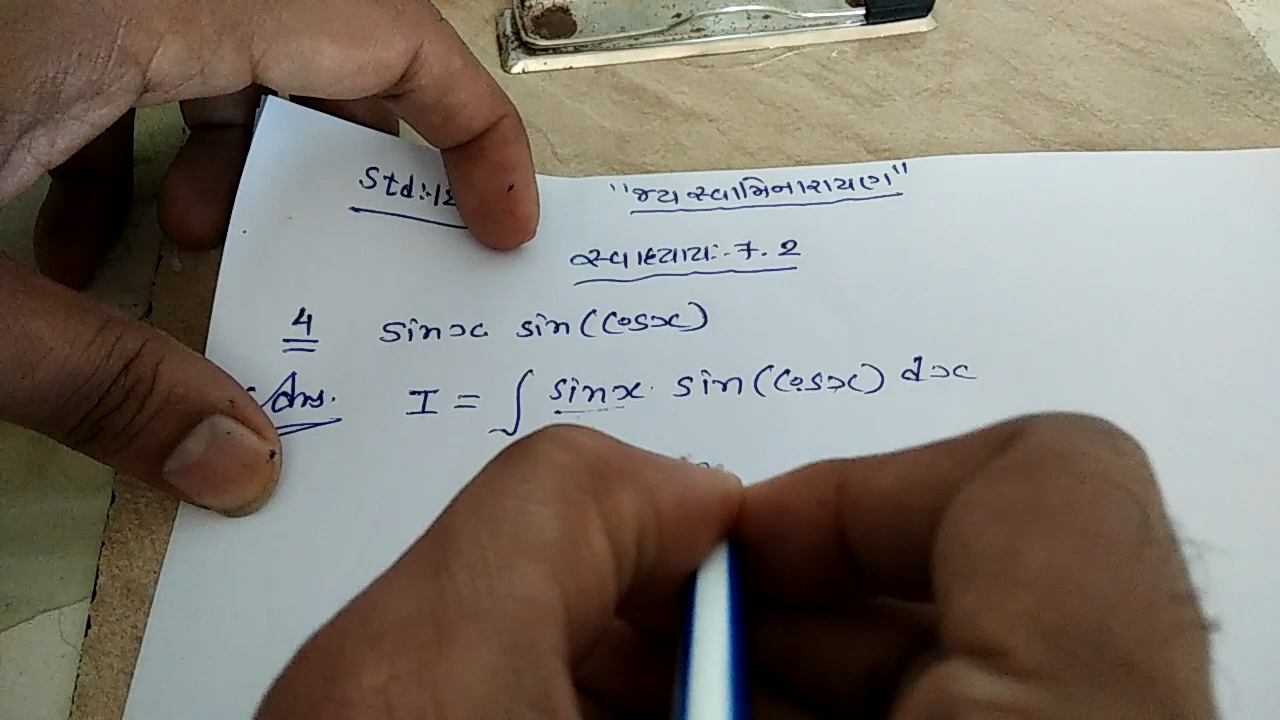 Std:-12
"જય સ્વામિનારાયણ"
સ્વાધ્યાય:-7.2
4 sinx sin(cosx)
Ans. I = ∫ sinx. sin(cosx) dx